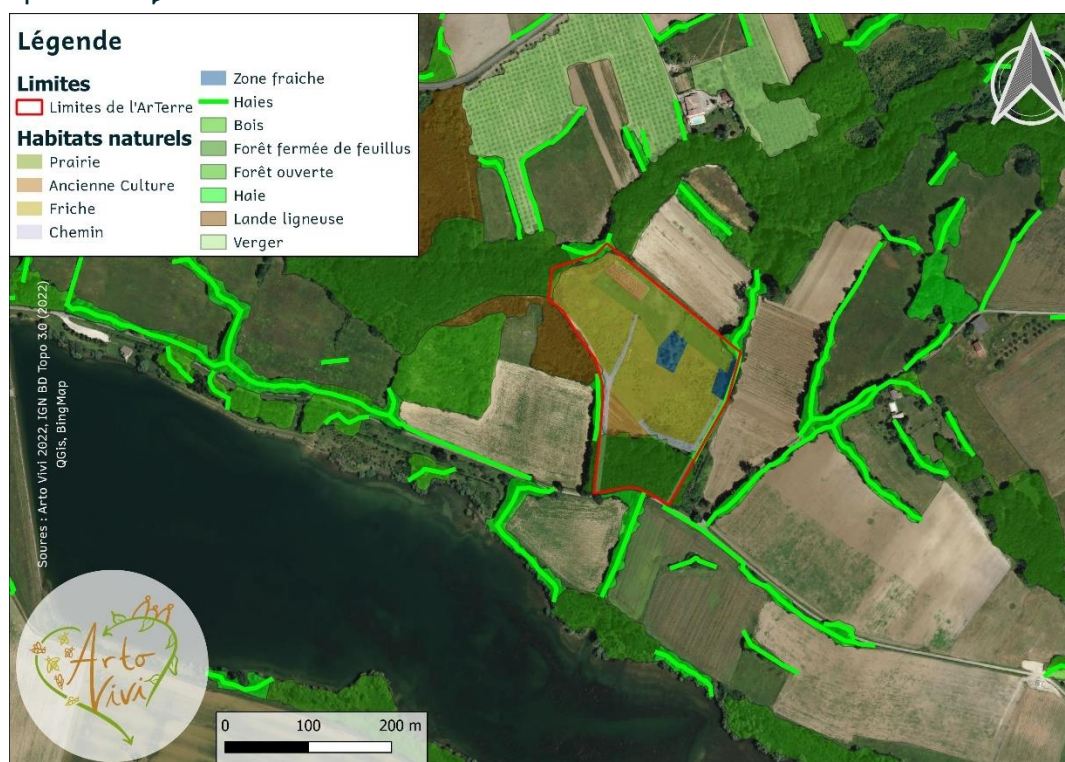 Légende
Limites
Limites de l'ArTerre
Habitats naturels
Prairie
Ancienne Culture
Friche
Chemin
Zone fraiche
Haies
Bois
Forêt fermée de feuillus
Forêt ouverte
Haie
Lande ligneuse
Verger
Soures : Arto Vivi 2022, IGN BD Topo 3.0 (2022)
QGis, BingMap
Arto
Vivi
0 100 200 m